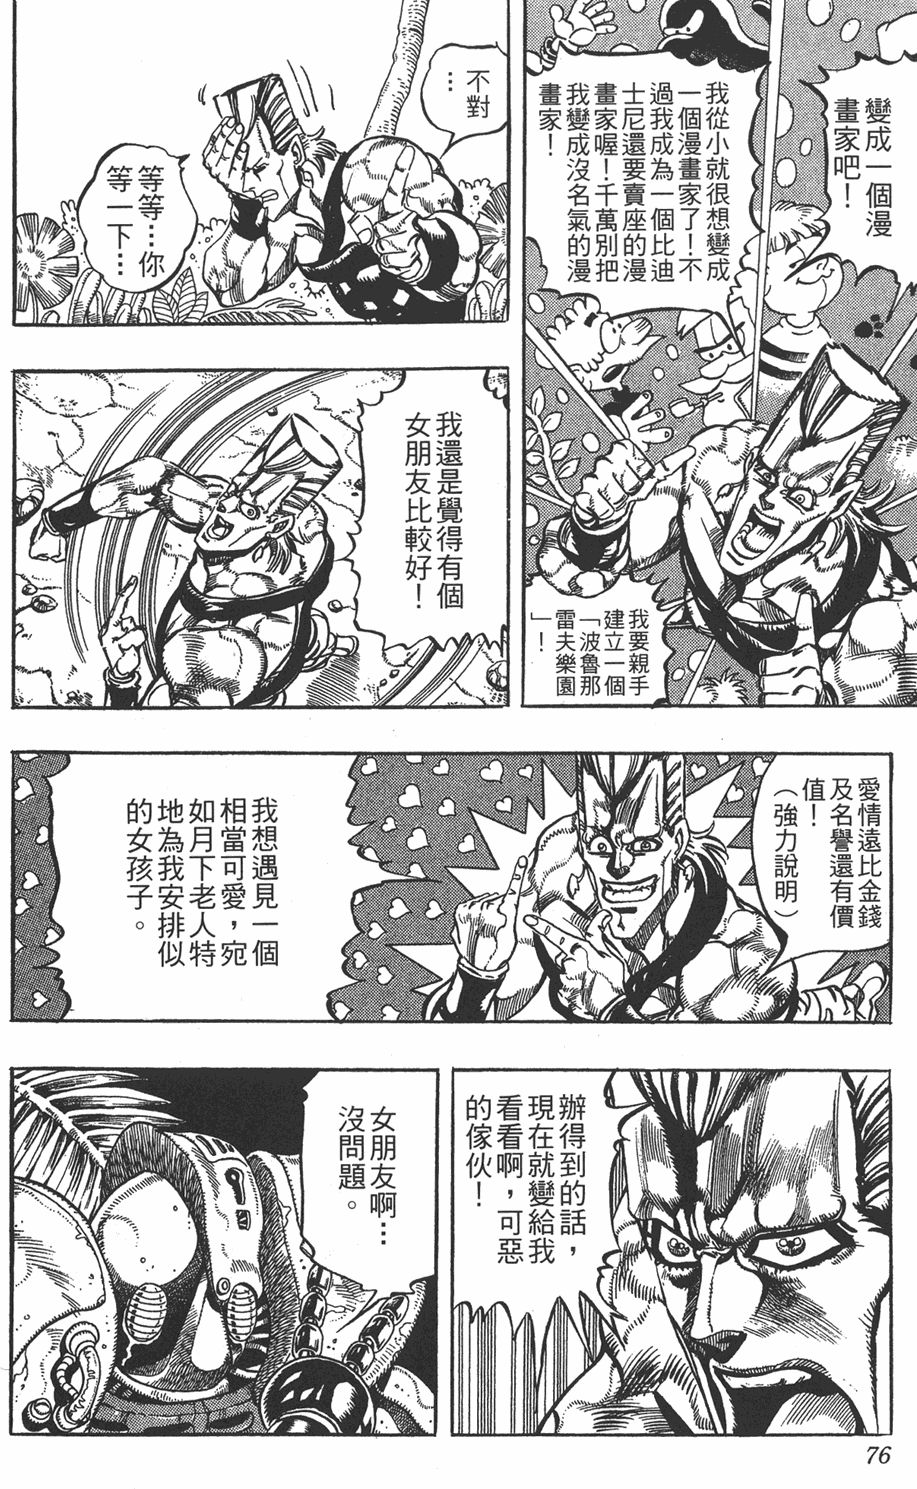 變成一個漫
畫家吧！
我從小就很想變成
一個漫畫家了！不
過我成為一個比迪
士尼還要賣座的漫
畫家喔！千萬別把
我變成沒名氣的漫
畫家！
我要親手
建立一個
「波魯那
雷夫樂園
」！
不對
…
等等…你
等一下…
我還是覺得有個
女朋友比較好！
愛情遠比金錢
及名譽還有價
值！
（強力說明）
我想遇見一個
相當可愛，宛
如月下老人特
地為我安排似
的女孩子。
辦得到的話，
現在就變給我
看看啊，可惡
的傢伙！
女朋友啊…
沒問題。
76